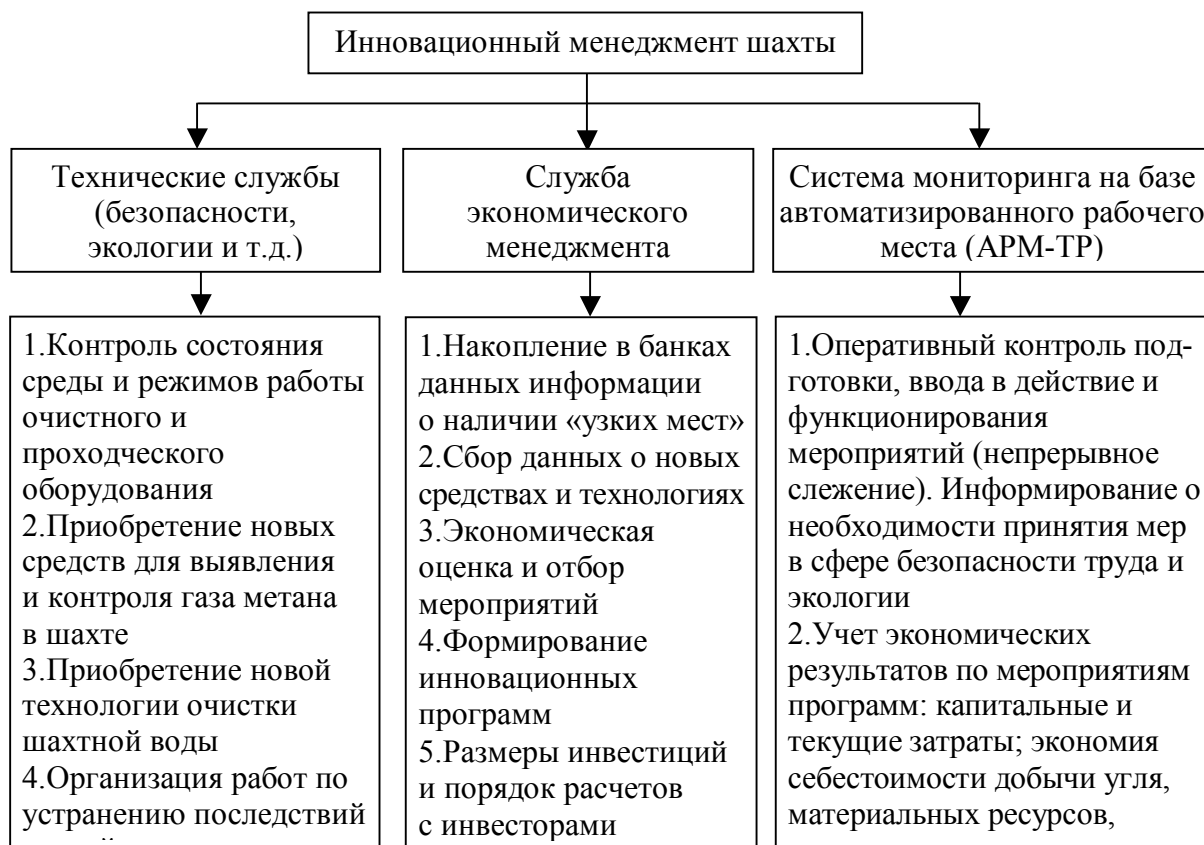 Инновационный менеджмент шахты
Технические службы
(безопасности,
экологии и т.д.)
Служба
экономического
менеджмента
Система мониторинга на базе
автоматизированного рабочего
места (АРМ-ТР)
1.Контроль состояния
среды и режимов работы
очистного и
проходческого
оборудования
2.Приобретение новых
средств для выявления
и контроля газа метана
в шахте
3.Приобретение новой
технологии очистки
шахтной воды
4.Организация работ по
устранению последствий
1.Накопление в банках
данных информации
о наличии «узких мест»
2.Сбор данных о новых
средствах и технологиях
3.Экономическая
оценка и отбор
мероприятий
4.Формирование
инновационных
программ
5.Размеры инвестиций
и порядок расчетов
с инвесторами
1.Оперативный контроль под-
готовки, ввода в действие и
функционирования
мероприятий (непрерывное
слежение). Информирование о
необходимости принятия мер
в сфере безопасности труда и
экологии
2.Учет экономических
результатов по мероприятиям
программ: капитальные и
текущие затраты; экономия
себестоимости добычи угля,
материальных ресурсов,